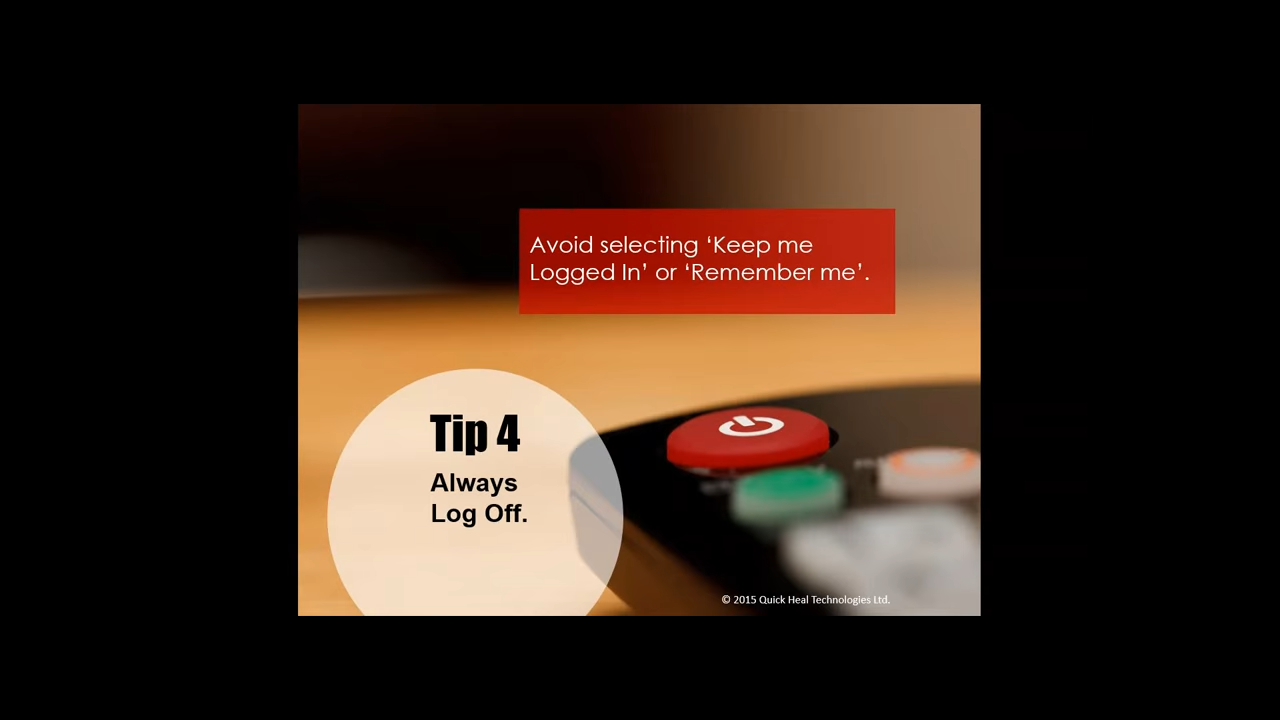 Avoid selecting ‘Keep me
Logged In’ or ‘Remember me’.
Tip 4
Always
Log Off.
© 2015 Quick Heal Technologies Ltd.